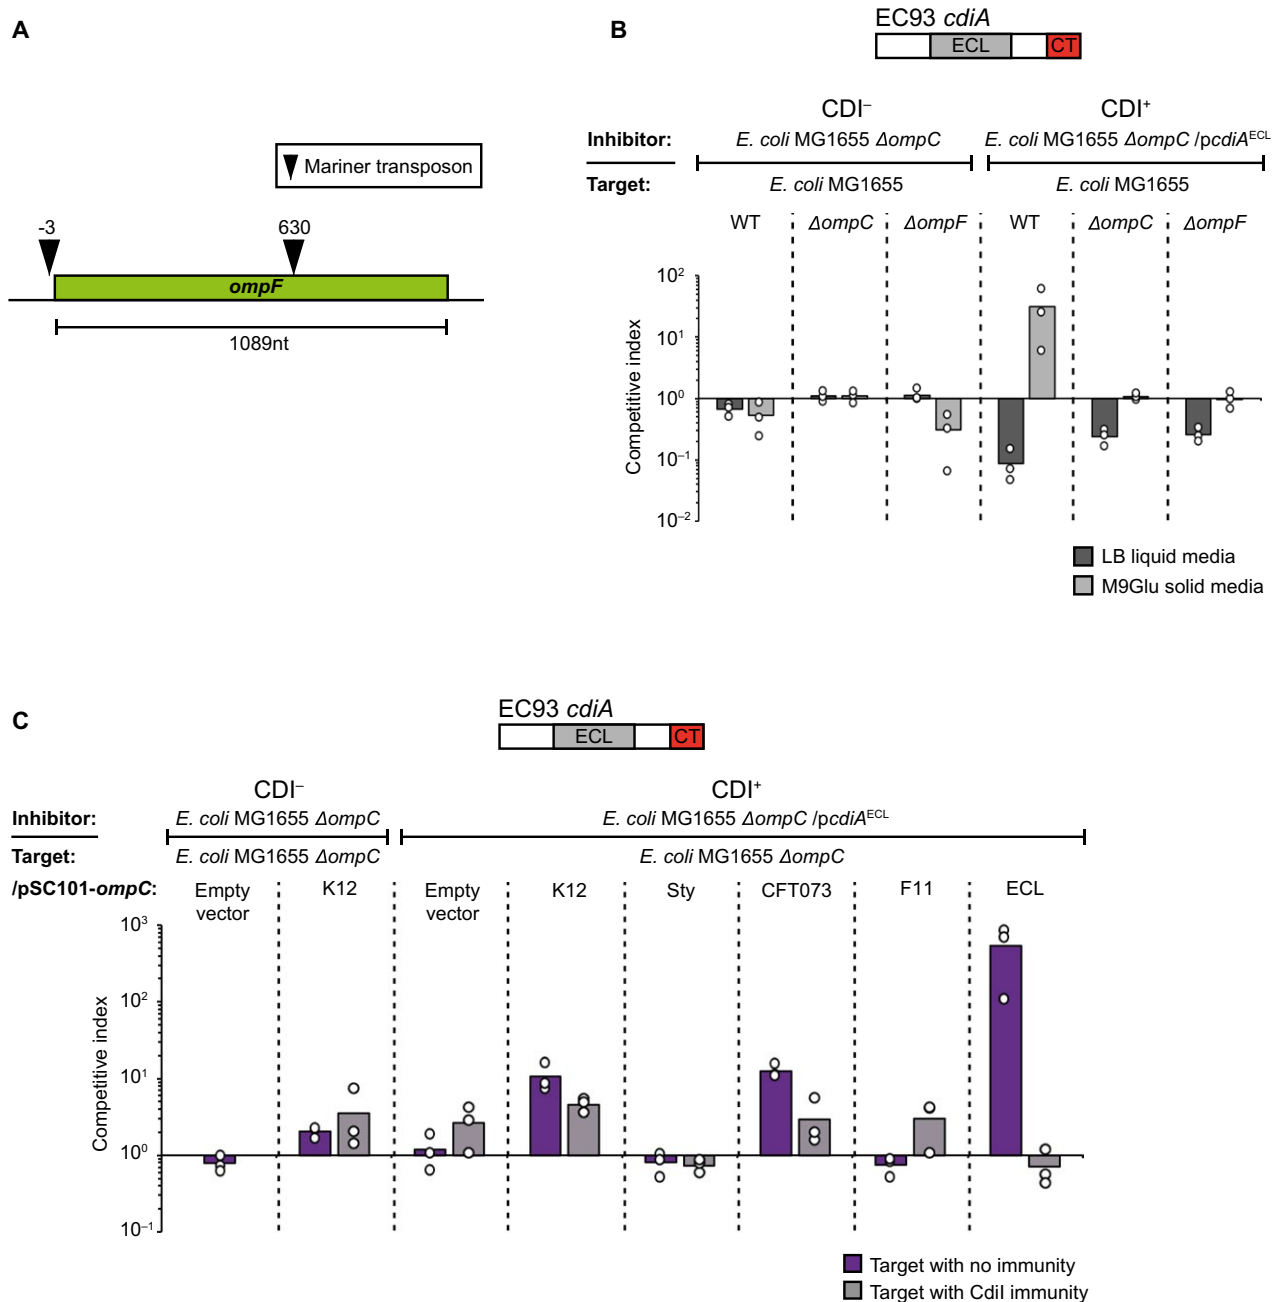 A
Mariner transposon
-3
630
ompF
1089nt
B
EC93 cdiA
ECL
CT
CDI⁻
CDI⁺
Inhibitor:
E. coli MG1655 ΔompC
E. coli MG1655 ΔompC /pcdiA^ECL
Target:
E. coli MG1655
E. coli MG1655
WT
ΔompC
ΔompF
WT
ΔompC
ΔompF
Competitive index
10²
10¹
10⁰
10⁻¹
10⁻²
LB liquid media
M9Glu solid media
C
EC93 cdiA
ECL
CT
CDI⁻
CDI⁺
Inhibitor:
E. coli MG1655 ΔompC
E. coli MG1655 ΔompC /pcdiA^ECL
Target:
E. coli MG1655 ΔompC
E. coli MG1655 ΔompC
/pSC101-ompC:
Empty
vector
K12
Empty
vector
K12
Sty
CFT073
F11
ECL
Competitive index
10³
10²
10¹
10⁰
10⁻¹
Target with no immunity
Target with CdiI immunity